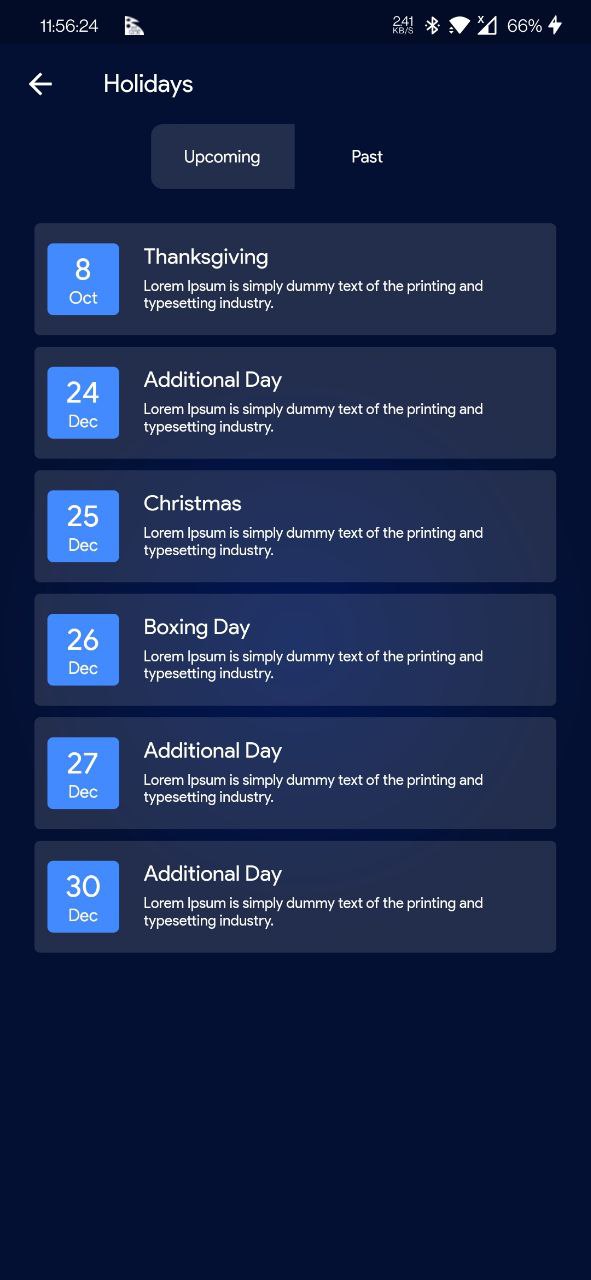 11:56:24
2.41
KB/S
66%
Holidays
Upcoming
Past
8
Oct
Thanksgiving
Lorem Ipsum is simply dummy text of the printing and
typesetting industry.
24
Dec
Additional Day
Lorem Ipsum is simply dummy text of the printing and
typesetting industry.
25
Dec
Christmas
Lorem Ipsum is simply dummy text of the printing and
typesetting industry.
26
Dec
Boxing Day
Lorem Ipsum is simply dummy text of the printing and
typesetting industry.
27
Dec
Additional Day
Lorem Ipsum is simply dummy text of the printing and
typesetting industry.
30
Dec
Additional Day
Lorem Ipsum is simply dummy text of the printing and
typesetting industry.